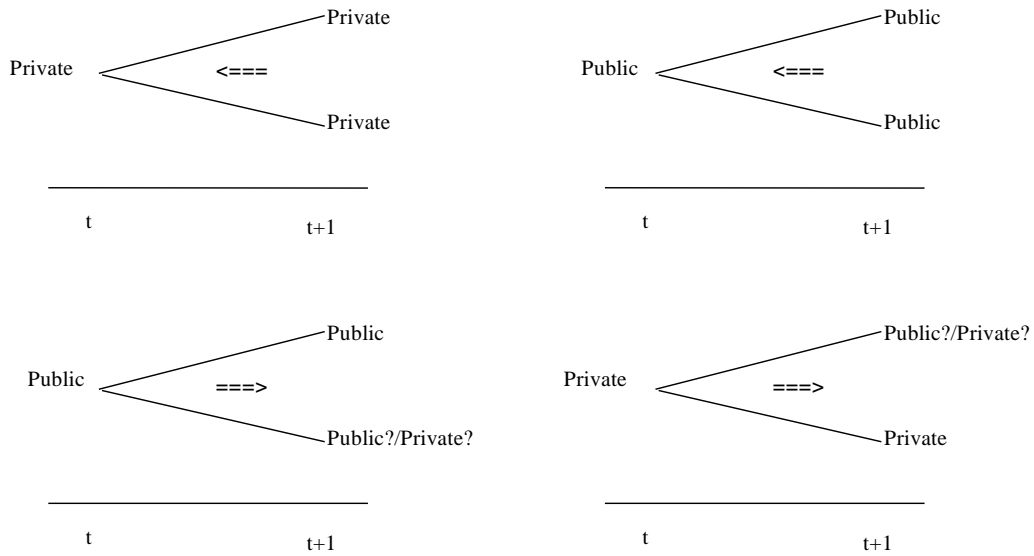 Private
Private
<===
Private
t
t+1
Public
Public
<===
Public
t
t+1
Public
Public
===>
Public?/Private?
t
t+1
Public?/Private?
Private
===>
Private
t
t+1